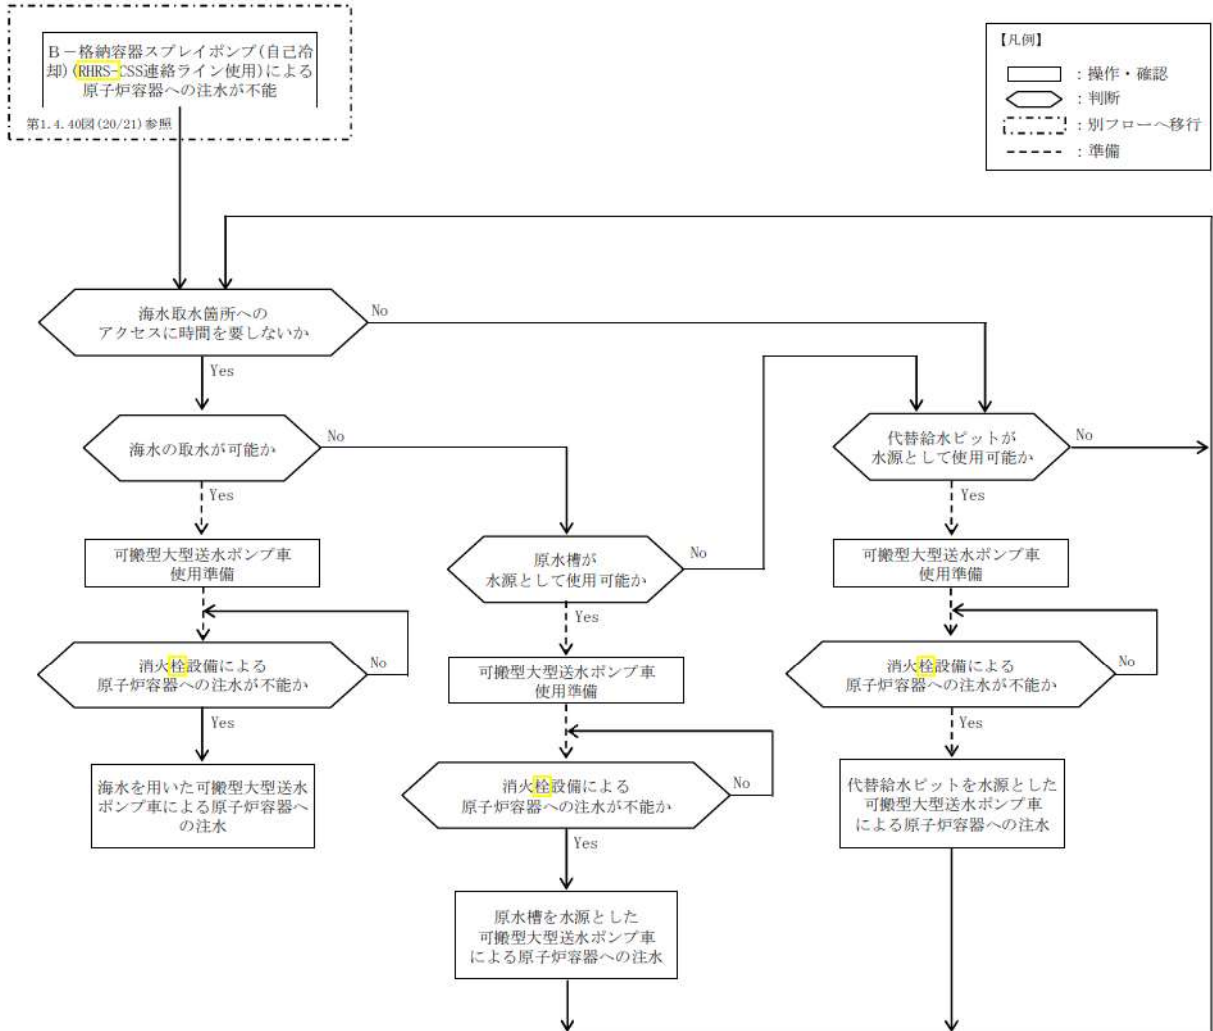 B－格納容器スプレイポンプ(自己冷
却)(RHRS-CSS連絡ライン使用)による
原子炉容器への注水が不能
第1.4.40図(20/21)参照
【凡例】
：操作・確認
：判断
：別フローへ移行
：準備
海水取水箇所への
アクセスに時間を要しないか
No
Yes
海水の取水が可能か
No
Yes
代替給水ピットが
水源として使用可能か
No
Yes
可搬型大型送水ポンプ車
使用準備
原水槽が
水源として使用可能か
No
Yes
可搬型大型送水ポンプ車
使用準備
消火栓設備による
原子炉容器への注水が不能か
No
Yes
可搬型大型送水ポンプ車
使用準備
消火栓設備による
原子炉容器への注水が不能か
No
Yes
海水を用いた可搬型大型送水
ポンプ車による原子炉容器へ
の注水
消火栓設備による
原子炉容器への注水が不能か
No
Yes
代替給水ピットを水源とした
可搬型大型送水ポンプ車
による原子炉容器への注水
原水槽を水源とした
可搬型大型送水ポンプ車
による原子炉容器への注水